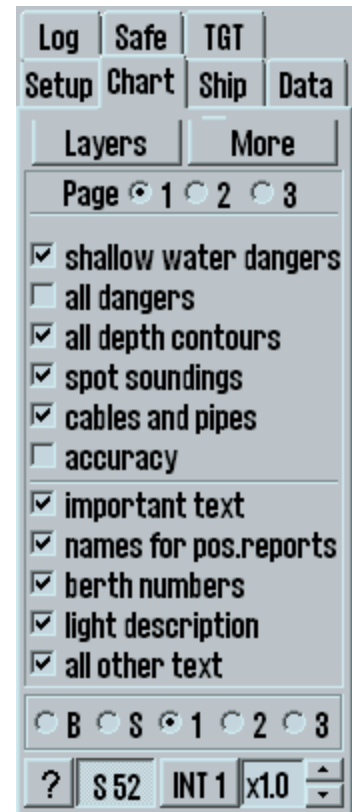 Log Safe TGT
Setup Chart Ship Data
Layers More
Page 1 2 3
shallow water dangers
all dangers
all depth contours
spot soundings
cables and pipes
accuracy
important text
names for pos.reports
berth numbers
light description
all other text
B S 1 2 3
? S 52 INT 1 x1.0